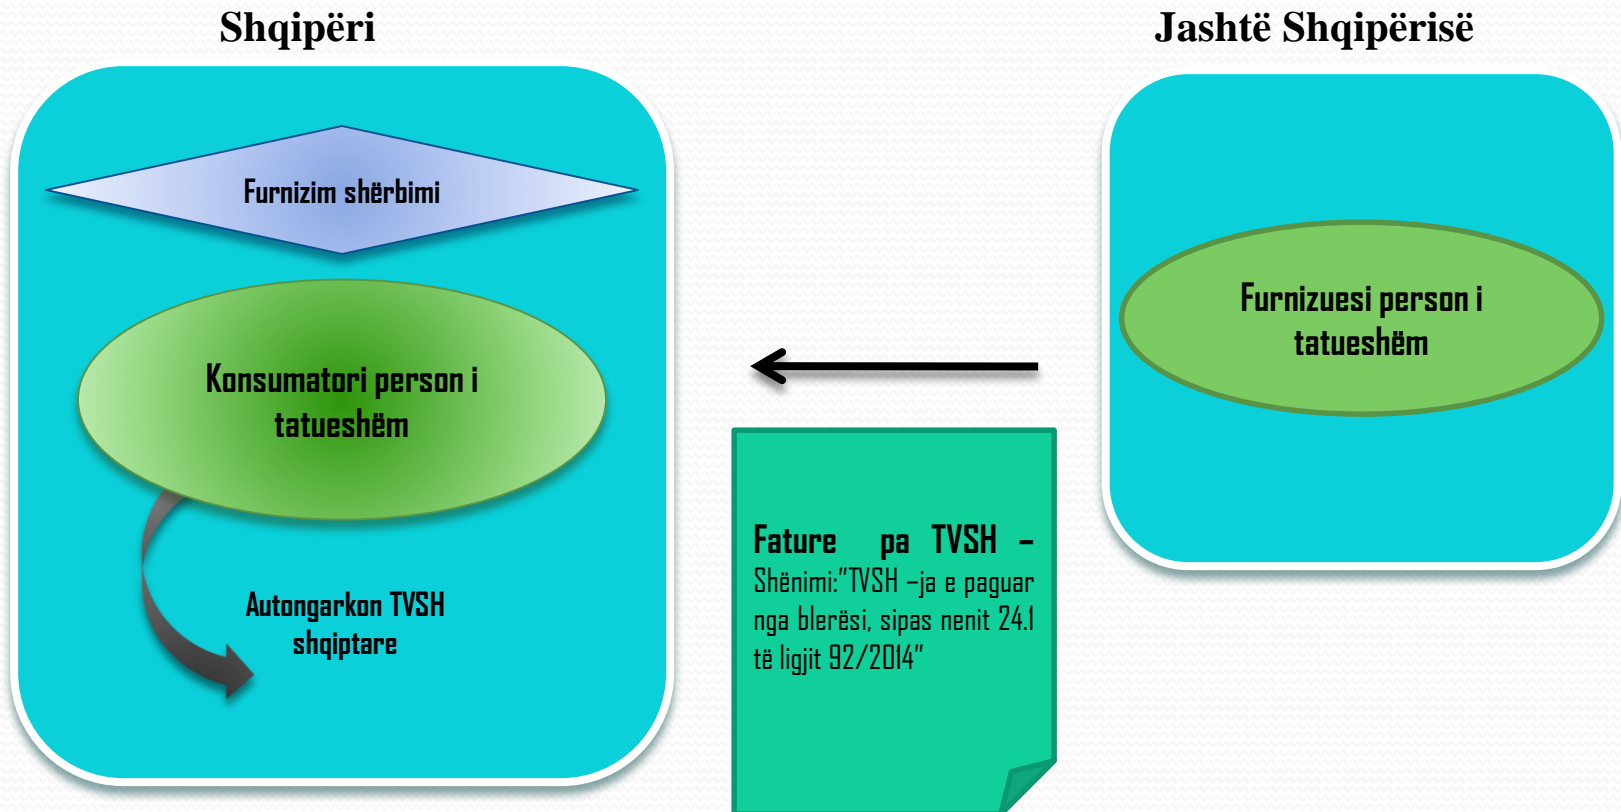 Shqipëri
Jashtë Shqipërisë
Furnizim shërbimi
Konsumatori person i
tatueshëm
Autongarkon TVSH
shqiptare
Furnizuesi person i
tatueshëm
Fature pa TVSH –
Shënimi:"TVSH –ja e paguar
nga blerësi, sipas nenit 24.1
të ligjit 92/2014"